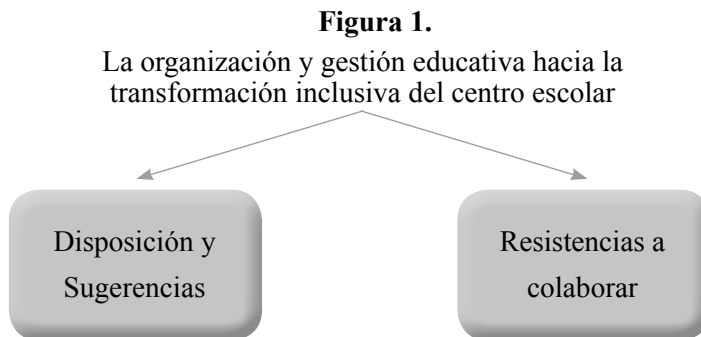 Figura 1.
La organización y gestión educativa hacia la
transformación inclusiva del centro escolar
Disposición y
Sugerencias
Resistencias a
colaborar